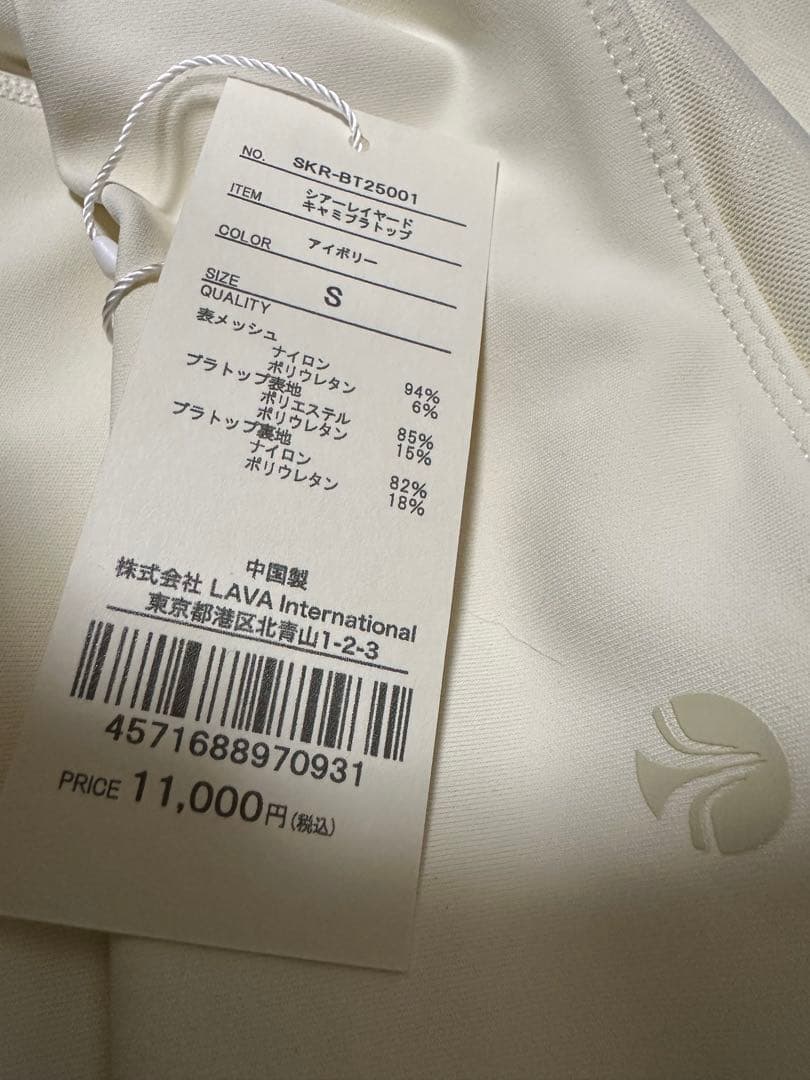 NO. SKR-BT25001
ITEM シアーレイヤード
キャミブラトップ
COLOR アイボリー
SIZE S
QUALITY
表メッシュ
ナイロン 94%
ポリウレタン 6%
ブラトップ表地
ポリエステル 85%
ポリウレタン 15%
ブラトップ裏地
ナイロン 82%
ポリウレタン 18%
中国製
株式会社 LAVA International
東京都港区北青山1-2-3
4571688970931
PRICE 11,000円(税込)